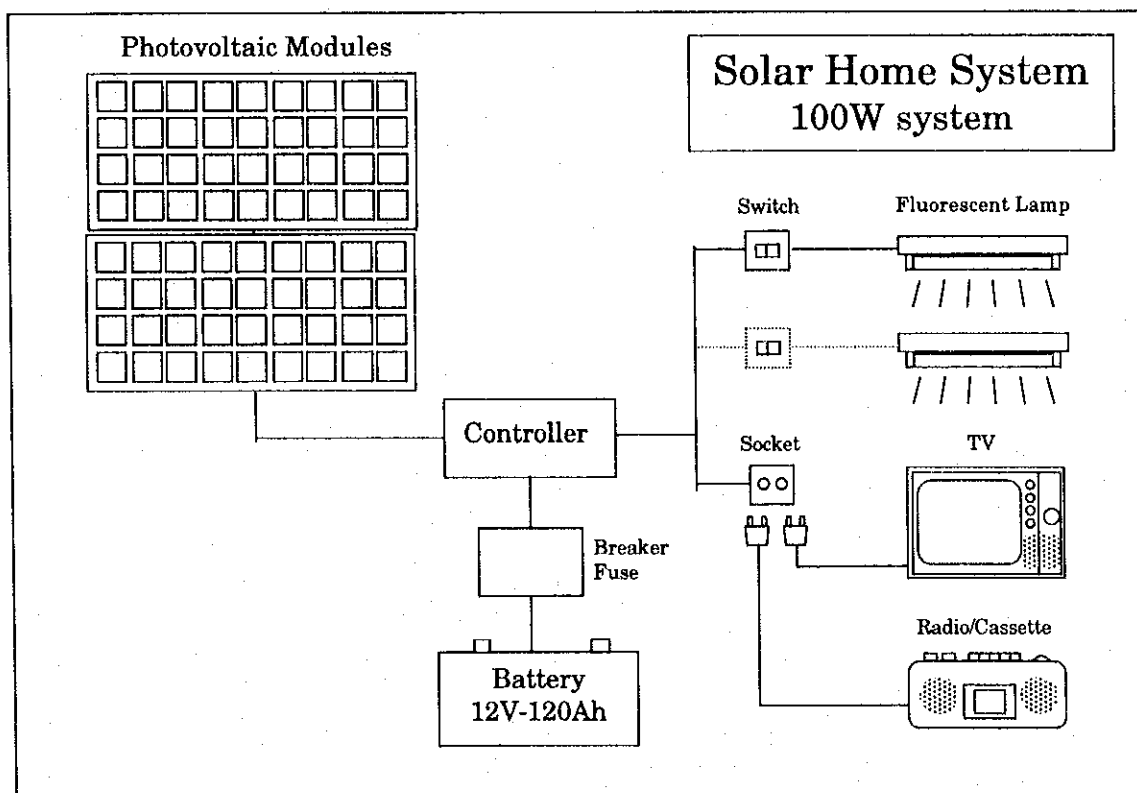 Photovoltaic Modules
Solar Home System
100W system
Switch
Fluorescent Lamp
Controller
Socket
TV
Breaker
Fuse
Radio/Cassette
Battery
12V-120Ah